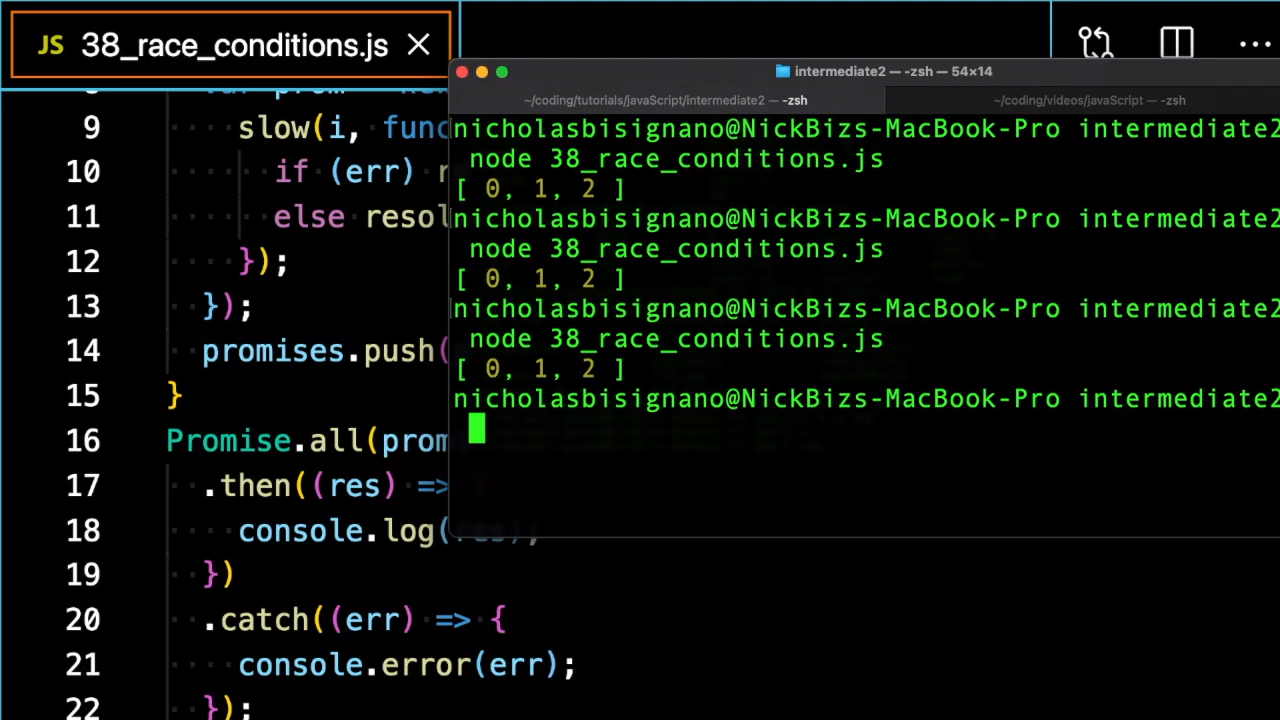 JS 38_race_conditions.js
intermediate2 — -zsh — 54×14
~/coding/tutorials/javaScript/intermediate2 — -zsh
~/coding/videos/javaScript — -zsh
nicholasbisignano@NickBizs-MacBook-Pro intermediate2
node 38_race_conditions.js
[ 0, 1, 2 ]
nicholasbisignano@NickBizs-MacBook-Pro intermediate2
node 38_race_conditions.js
[ 0, 1, 2 ]
nicholasbisignano@NickBizs-MacBook-Pro intermediate2
node 38_race_conditions.js
[ 0, 1, 2 ]
nicholasbisignano@NickBizs-MacBook-Pro intermediate2
9 slow(i, func
10 if (err) r
11 else resol
12 });
13 });
14 promises.push(
15 }
16 Promise.all(prom
17 .then((res) => {
18 console.log(res);
19 })
20 .catch((err) => {
21 console.error(err);
22 });